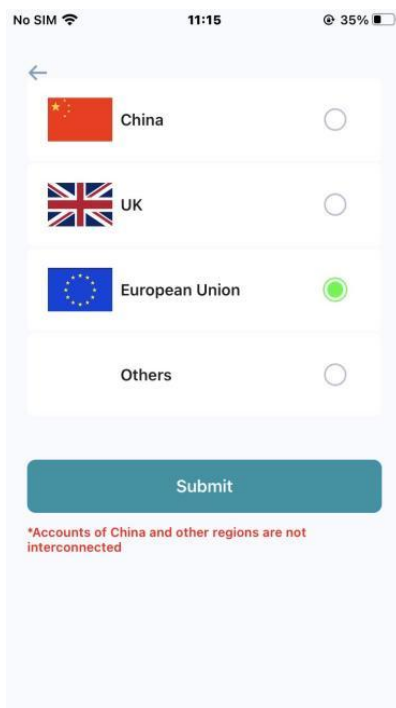 No SIM 11:15 35%
China
UK
European Union
Others
Submit
*Accounts of China and other regions are not
interconnected